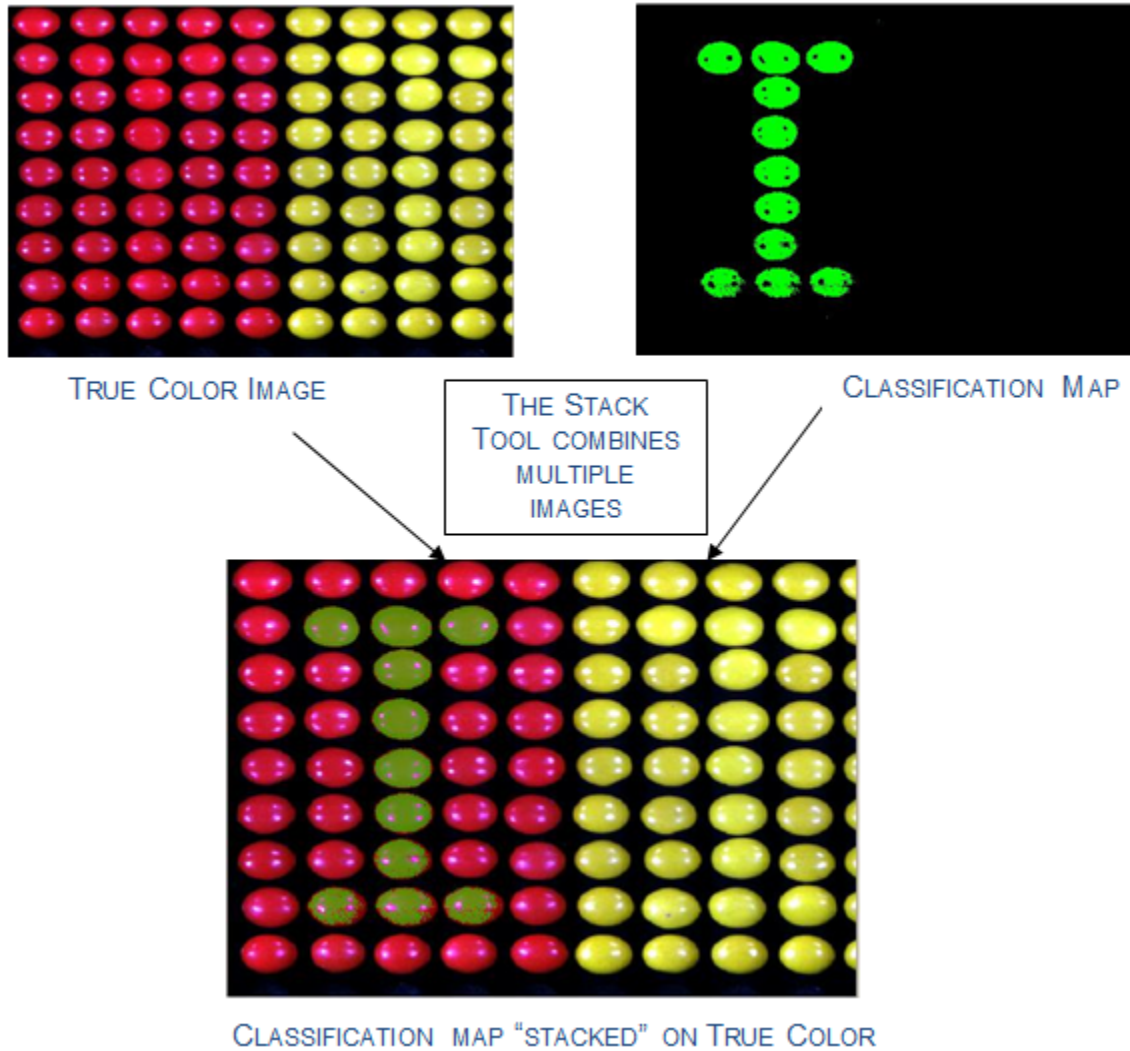 TRUE COLOR IMAGE
CLASSIFICATION MAP
THE STACK
TOOL COMBINES
MULTIPLE
IMAGES
CLASSIFICATION MAP “STACKED” ON TRUE COLOR